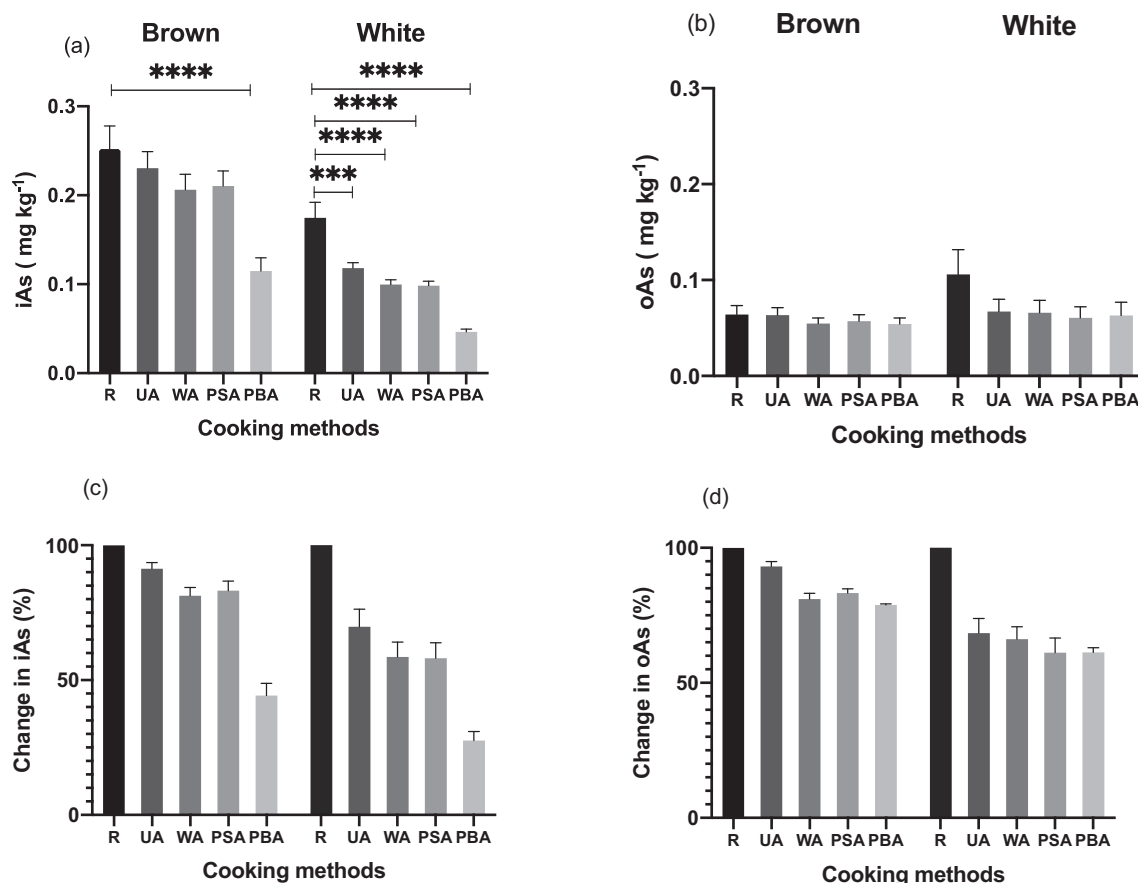 (a)
Brown
White
****
****
****
****
***
iAs ( mg kg⁻¹)
0.3
0.2
0.1
0.0
R UA WA PSA PBA R UA WA PSA PBA
Cooking methods
(b)
Brown
White
oAs ( mg kg⁻¹)
0.3
0.2
0.1
0.0
R UA WA PSA PBA R UA WA PSA PBA
Cooking methods
(c)
Change in iAs (%)
100
50
0
R UA WA PSA PBA R UA WA PSA PBA
Cooking methods
(d)
Change in oAs (%)
100
50
0
R UA WA PSA PBA R UA WA PSA PBA
Cooking methods